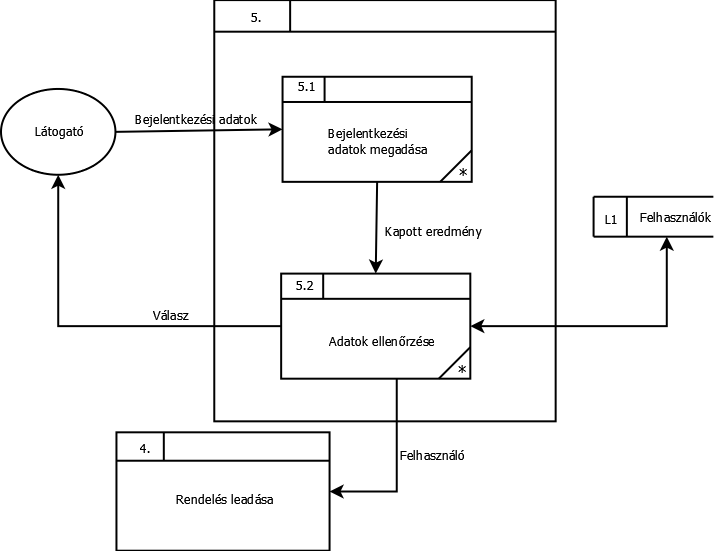 5.
5.1
Látogató
Bejelentkezési adatok
Bejelentkezési
adatok megadása
*
L1
Felhasználók
Kapott eredmény
5.2
Válasz
Adatok ellenőrzése
*
4.
Felhasználó
Rendelés leadása